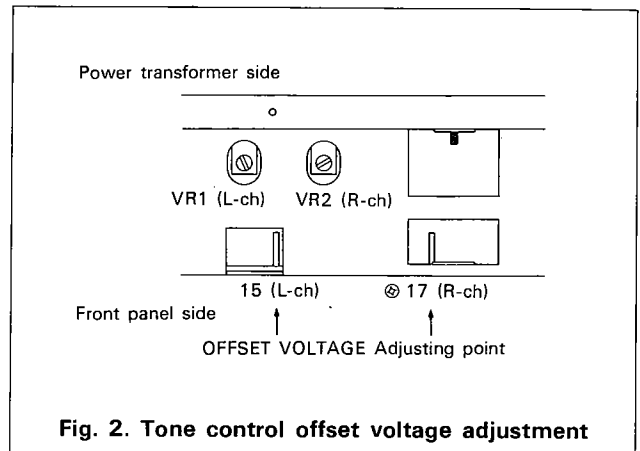 Power transformer side
VR1 (L-ch) VR2 (R-ch)
15 (L-ch) 17 (R-ch)
Front panel side
OFFSET VOLTAGE Adjusting point
Fig. 2. Tone control offset voltage adjustment